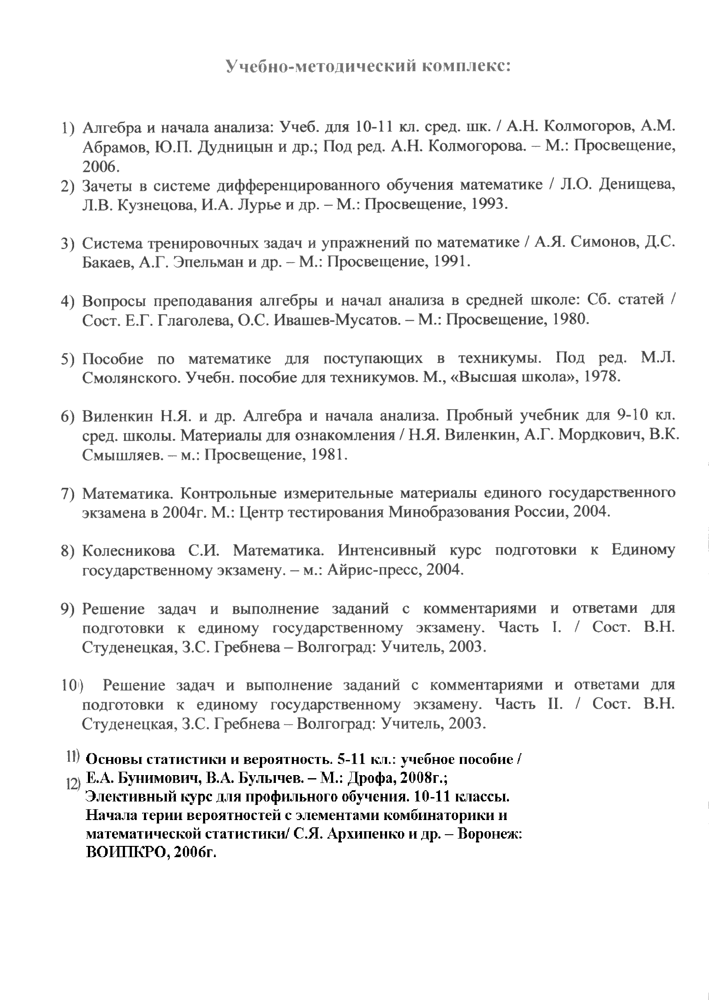 Учебно-методический комплекс:
1) Алгебра и начала анализа: Учеб. для 10-11 кл. сред. шк. / А.Н. Колмогоров, А.М.
Абрамов, Ю.П. Дудницын и др.; Под ред. А.Н. Колмогорова. – М.: Просвещение,
2006.
2) Зачеты в системе дифференцированного обучения математике / Л.О. Денищева,
Л.В. Кузнецова, И.А. Лурье и др. – М.: Просвещение, 1993.
3) Система тренировочных задач и упражнений по математике / А.Я. Симонов, Д.С.
Бакаев, А.Г. Эпельман и др. – М.: Просвещение, 1991.
4) Вопросы преподавания алгебры и начал анализа в средней школе: Сб. статей /
Сост. Е.Г. Глаголева, О.С. Ивашев-Мусатов. – М.: Просвещение, 1980.
5) Пособие по математике для поступающих в техникумы. Под ред. М.Л.
Смолянского. Учебн. пособие для техникумов. М., «Высшая школа», 1978.
6) Виленкин Н.Я. и др. Алгебра и начала анализа. Пробный учебник для 9-10 кл.
сред. школы. Материалы для ознакомления / Н.Я. Виленкин, А.Г. Мордкович, В.К.
Смышляев. – м.: Просвещение, 1981.
7) Математика. Контрольные измерительные материалы единого государственного
экзамена в 2004г. М.: Центр тестирования Минобразования России, 2004.
8) Колесникова С.И. Математика. Интенсивный курс подготовки к Единому
государственному экзамену. – м.: Айрис-пресс, 2004.
9) Решение задач и выполнение заданий с комментариями и ответами для
подготовки к единому государственному экзамену. Часть I. / Сост. В.Н.
Студенецкая, З.С. Гребнева – Волгоград: Учитель, 2003.
10) Решение задач и выполнение заданий с комментариями и ответами для
подготовки к единому государственному экзамену. Часть II. / Сост. В.Н.
Студенецкая, З.С. Гребнева – Волгоград: Учитель, 2003.
11) Основы статистики и вероятность. 5-11 кл.: учебное пособие /
12) Е.А. Бунимович, В.А. Булычев. – М.: Дрофа, 2008г.;
Элективный курс для профильного обучения. 10-11 классы.
Начала терии вероятностей с элементами комбинаторики и
математической статистики/ С.Я. Архипенко и др. – Воронеж:
ВОИПКРО, 2006г.